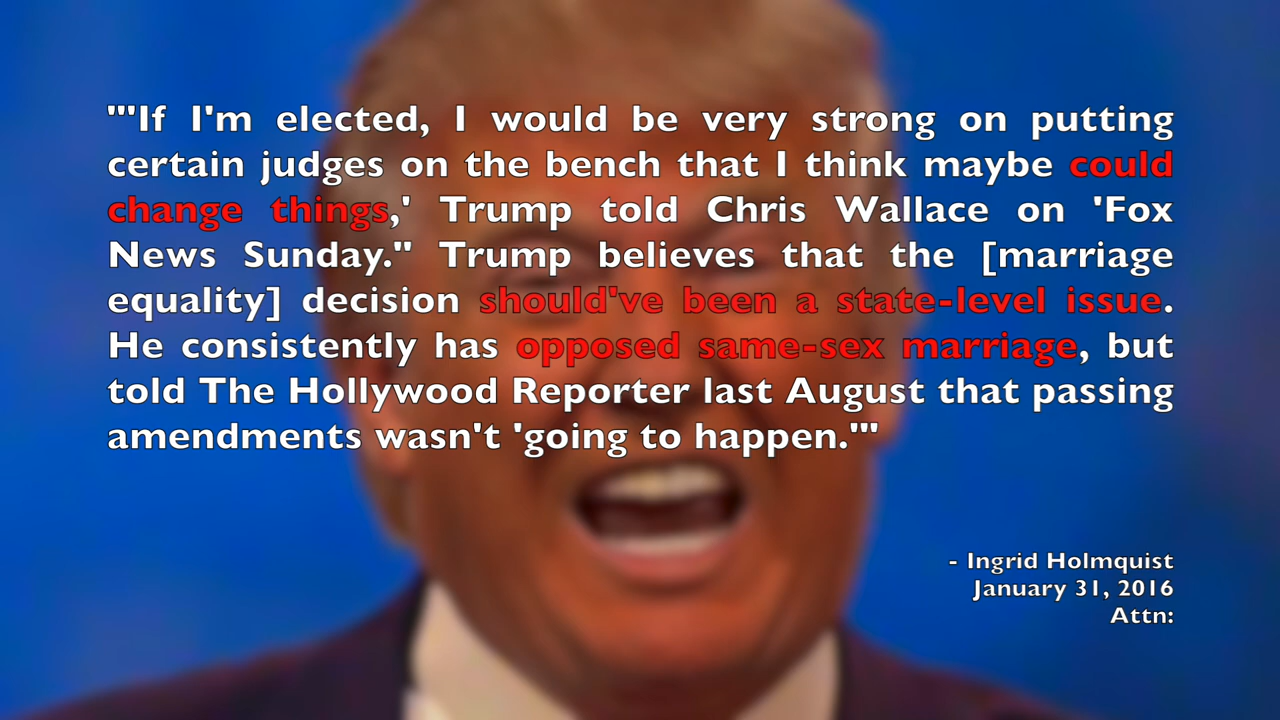 "'If I'm elected, I would be very strong on putting
certain judges on the bench that I think maybe could
change things,' Trump told Chris Wallace on 'Fox
News Sunday." Trump believes that the [marriage
equality] decision should've been a state-level issue.
He consistently has opposed same-sex marriage, but
told The Hollywood Reporter last August that passing
amendments wasn't 'going to happen.'"
- Ingrid Holmquist
January 31, 2016
Attn: